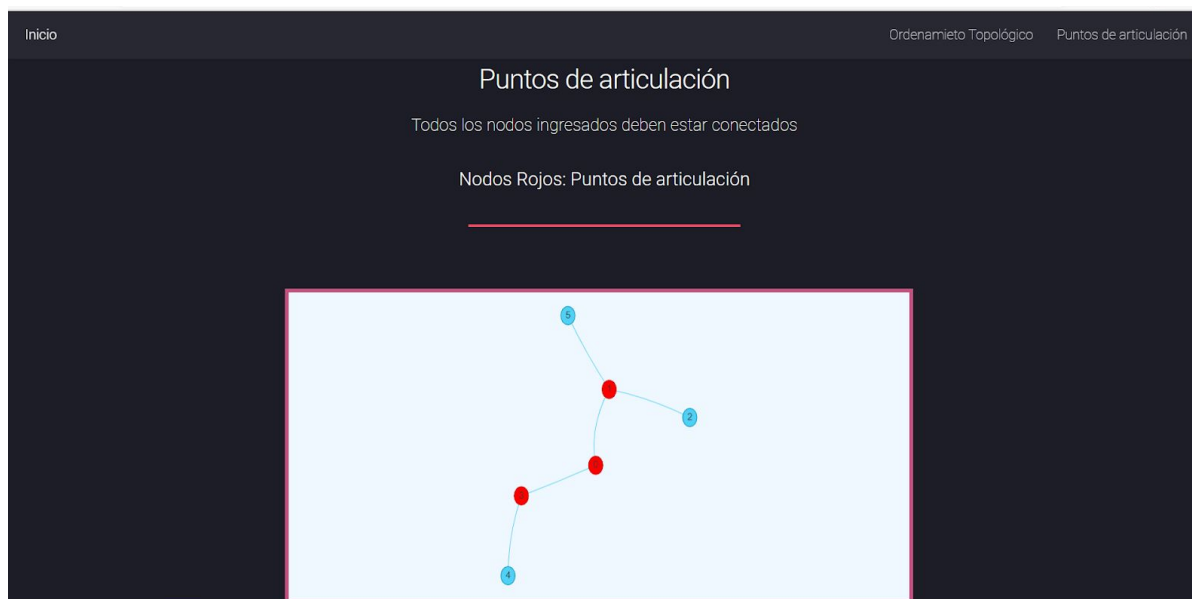 Inicio
Ordenamieto Topológico
Puntos de articulación
Puntos de articulación
Todos los nodos ingresados deben estar conectados
Nodos Rojos: Puntos de articulación
5
2
4